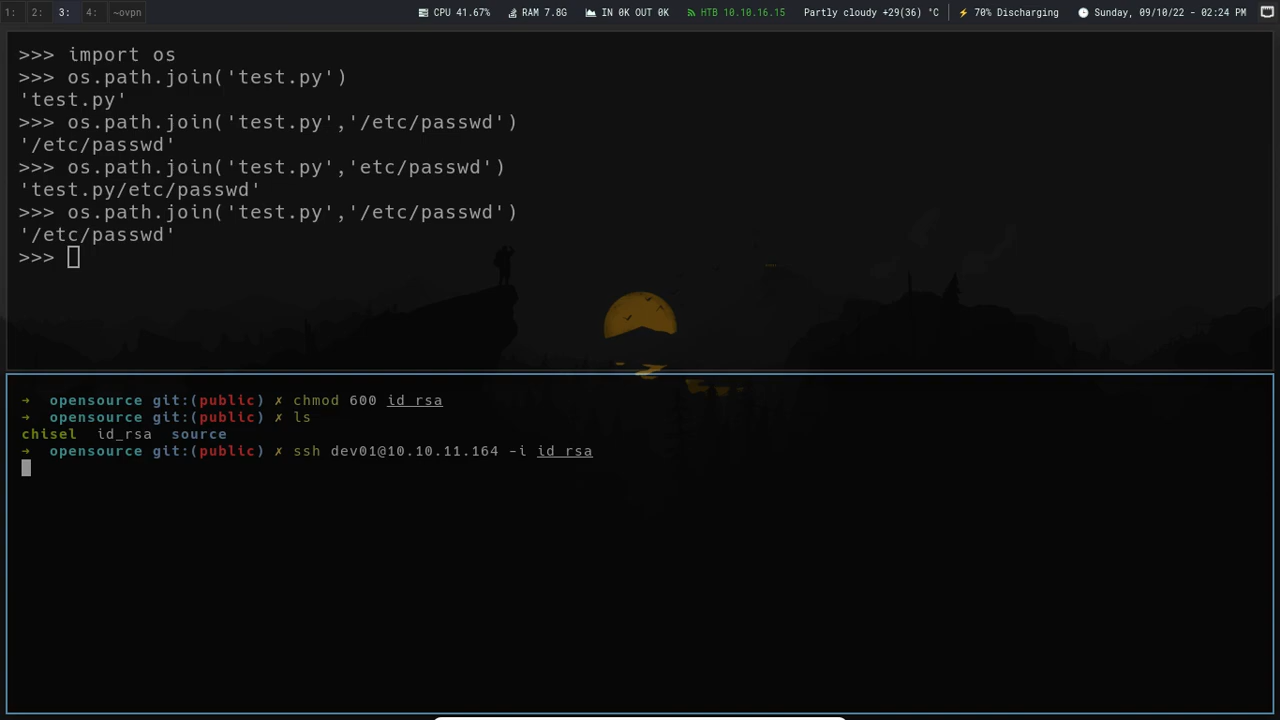 1: 2: 3: 4: ~ovpn CPU 41.67% RAM 7.8G IN 0K OUT 0K HTB 10.10.16.15 Partly cloudy +29(36) °C ⚡ 70% Discharging Sunday, 09/10/22 - 02:24 PM
>>> import os
>>> os.path.join('test.py')
'test.py'
>>> os.path.join('test.py','/etc/passwd')
'/etc/passwd'
>>> os.path.join('test.py','etc/passwd')
'test.py/etc/passwd'
>>> os.path.join('test.py','/etc/passwd')
'/etc/passwd'
>>>
→ opensource git:(public) ✗ chmod 600 id_rsa
→ opensource git:(public) ✗ ls
chisel id_rsa source
→ opensource git:(public) ✗ ssh dev01@10.10.11.164 -i id_rsa